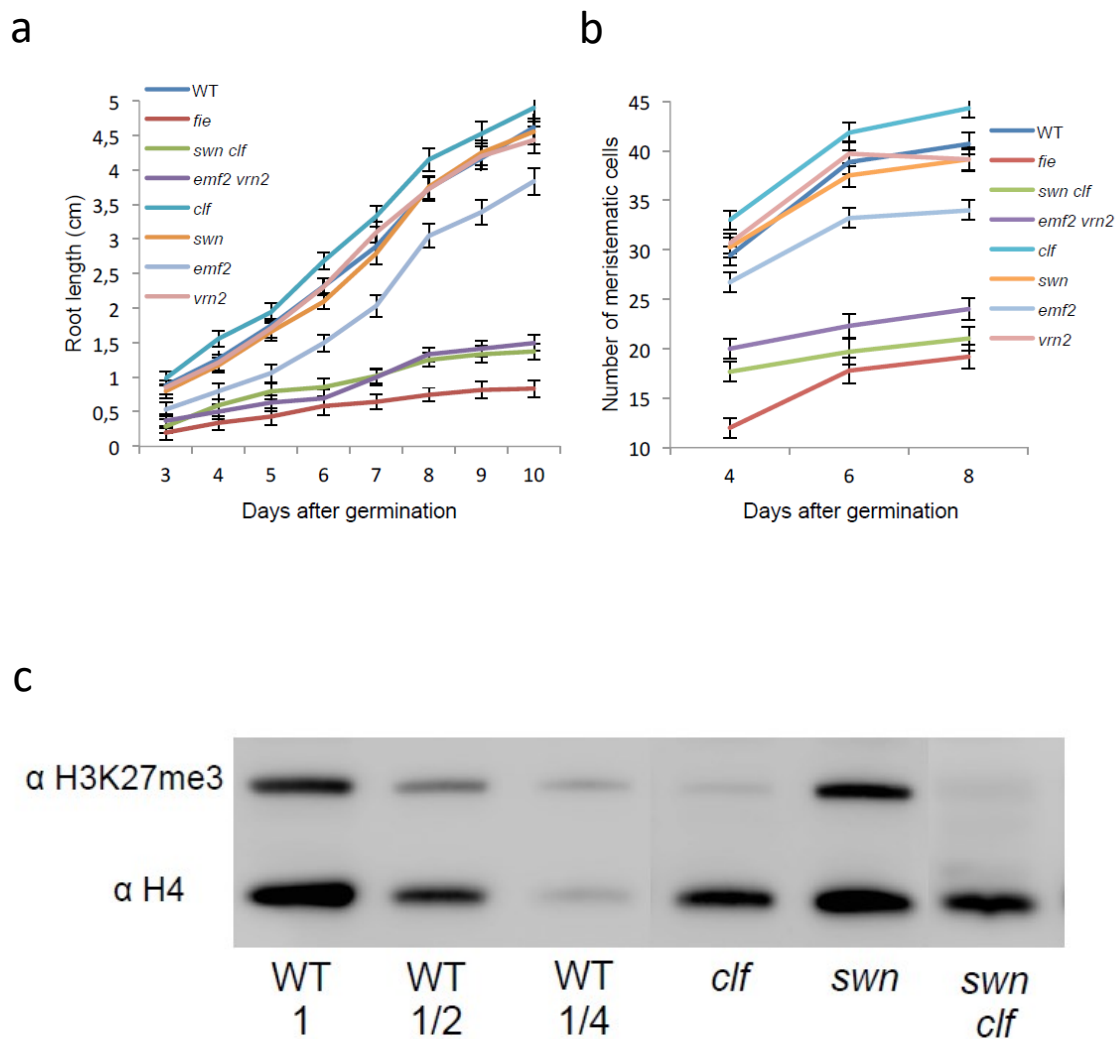 a
WT
fie
swn clf
emf2 vrn2
clf
swn
emf2
vrn2
5
4,5
4
3,5
3
2,5
2
1,5
1
0,5
0
Root length (cm)
3 4 5 6 7 8 9 10
Days after germination
b
45
40
35
30
25
20
15
10
Number of meristematic cells
4 6 8
Days after germination
WT
fie
swn clf
emf2 vrn2
clf
swn
emf2
vrn2
c
α H3K27me3
α H4
WT WT WT clf swn swn
1 1/2 1/4 clf